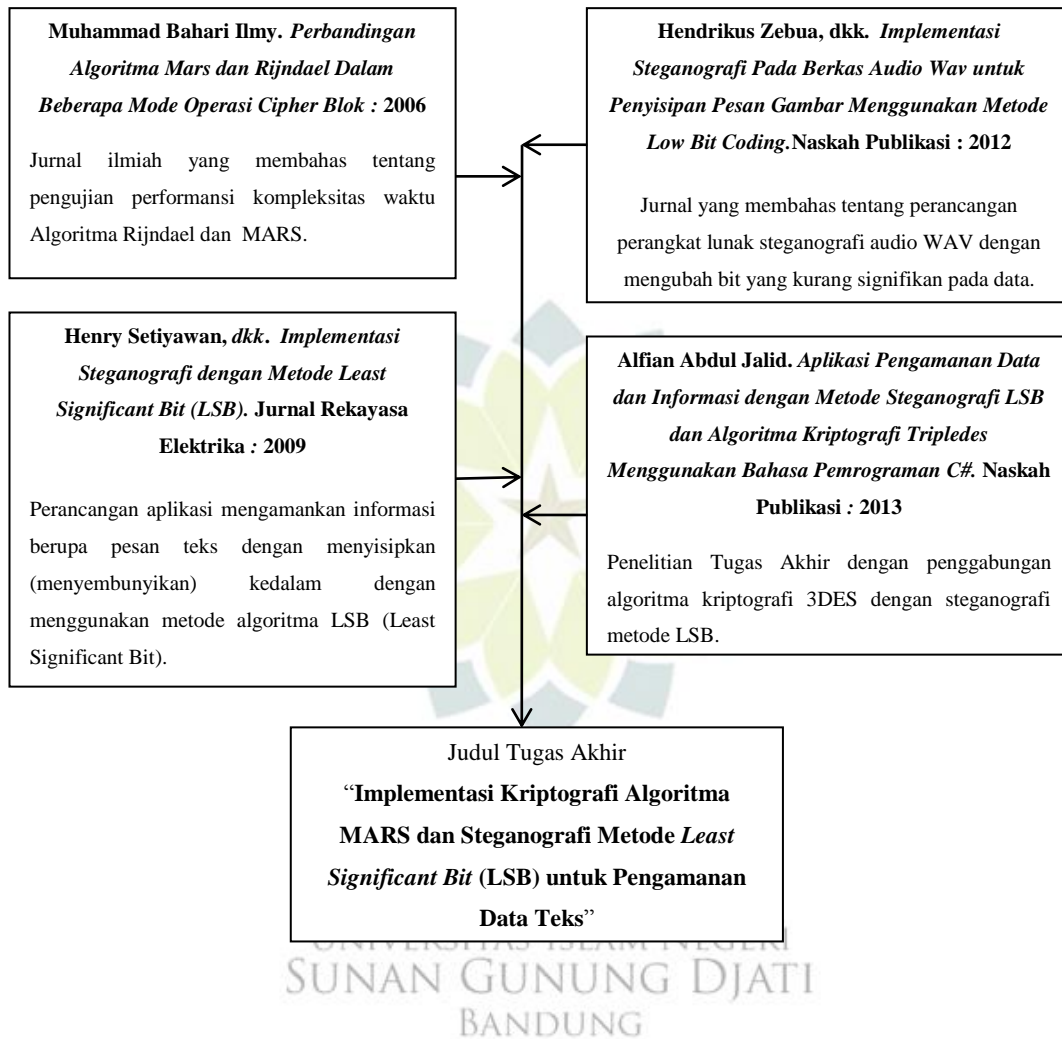 Muhammad Bahari Ilmy. Perbandingan
Algoritma Mars dan Rijndael Dalam
Beberapa Mode Operasi Cipher Blok : 2006
Jurnal ilmiah yang membahas tentang
pengujian performansi kompleksitas waktu
Algoritma Rijndael dan MARS.
Hendrikus Zebua, dkk. Implementasi
Steganografi Pada Berkas Audio Wav untuk
Penyisipan Pesan Gambar Menggunakan Metode
Low Bit Coding.Naskah Publikasi : 2012
Jurnal yang membahas tentang perancangan
perangkat lunak steganografi audio WAV dengan
mengubah bit yang kurang signifikan pada data.
Henry Setiyawan, dkk. Implementasi
Steganografi dengan Metode Least
Significant Bit (LSB). Jurnal Rekayasa
Elektrika : 2009
Perancangan aplikasi mengamankan informasi
berupa pesan teks dengan menyisipkan
(menyembunyikan) kedalam dengan
menggunakan metode algoritma LSB (Least
Significant Bit).
Alfian Abdul Jalid. Aplikasi Pengamanan Data
dan Informasi dengan Metode Steganografi LSB
dan Algoritma Kriptografi Tripledes
Menggunakan Bahasa Pemrograman C#. Naskah
Publikasi : 2013
Penelitian Tugas Akhir dengan penggabungan
algoritma kriptografi 3DES dengan steganografi
metode LSB.
Judul Tugas Akhir
“Implementasi Kriptografi Algoritma
MARS dan Steganografi Metode Least
Significant Bit (LSB) untuk Pengamanan
Data Teks”
UNIVERSITAS ISLAM NEGERI
SUNAN GUNUNG DJATI
BANDUNG